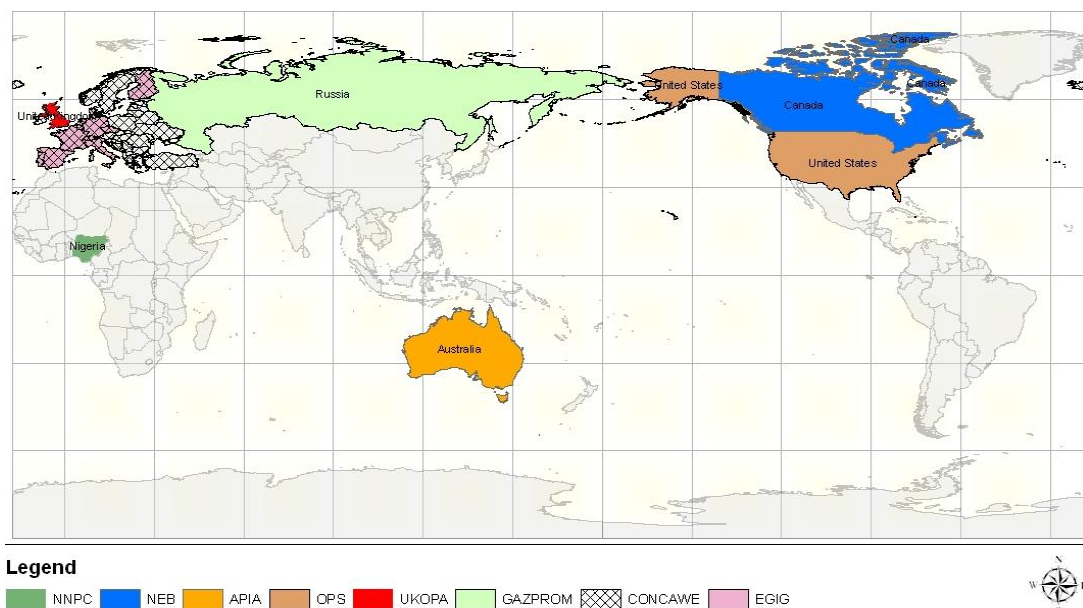 Canada
Russia
United States
Canada
Canada
United Kingdom
United States
Nigeria
Australia
Legend
N
W
E
S
NNPC NEB APIA OPS UKOPA GAZPROM CONCAWE EGIG